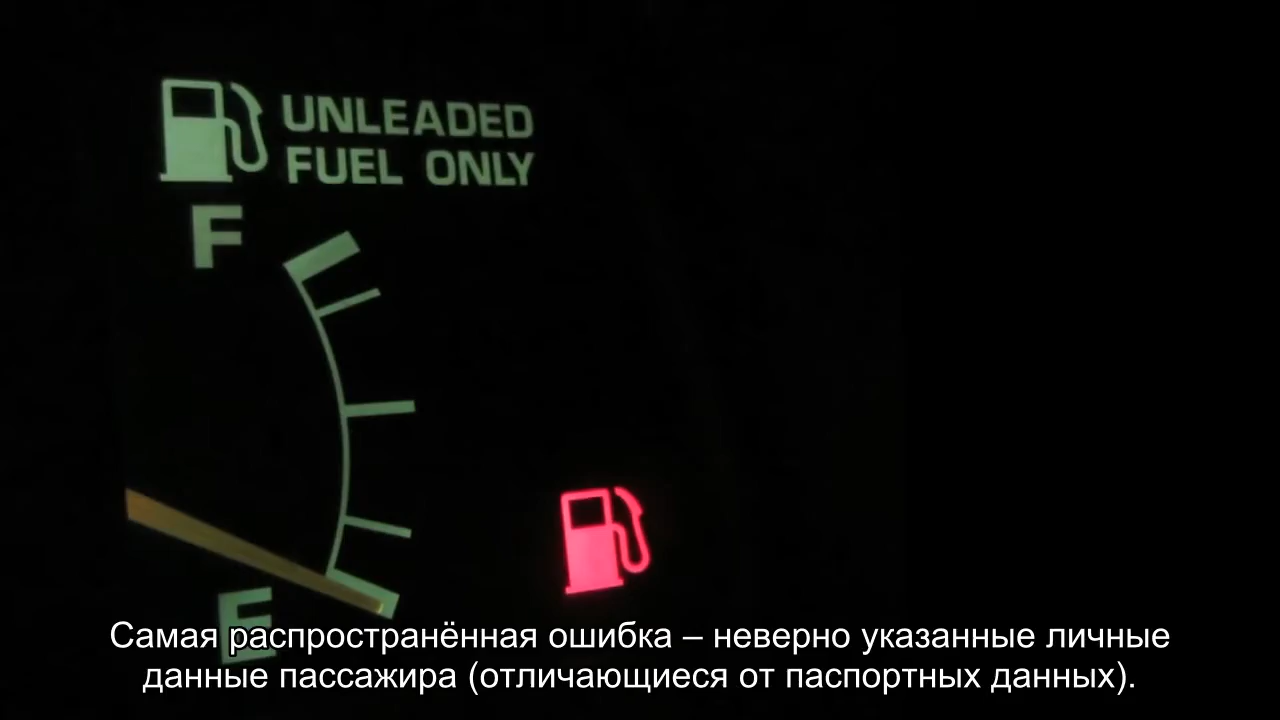 UNLEADED
FUEL ONLY
F
E
Самая распространённая ошибка – неверно указанные личные
данные пассажира (отличающиеся от паспортных данных).